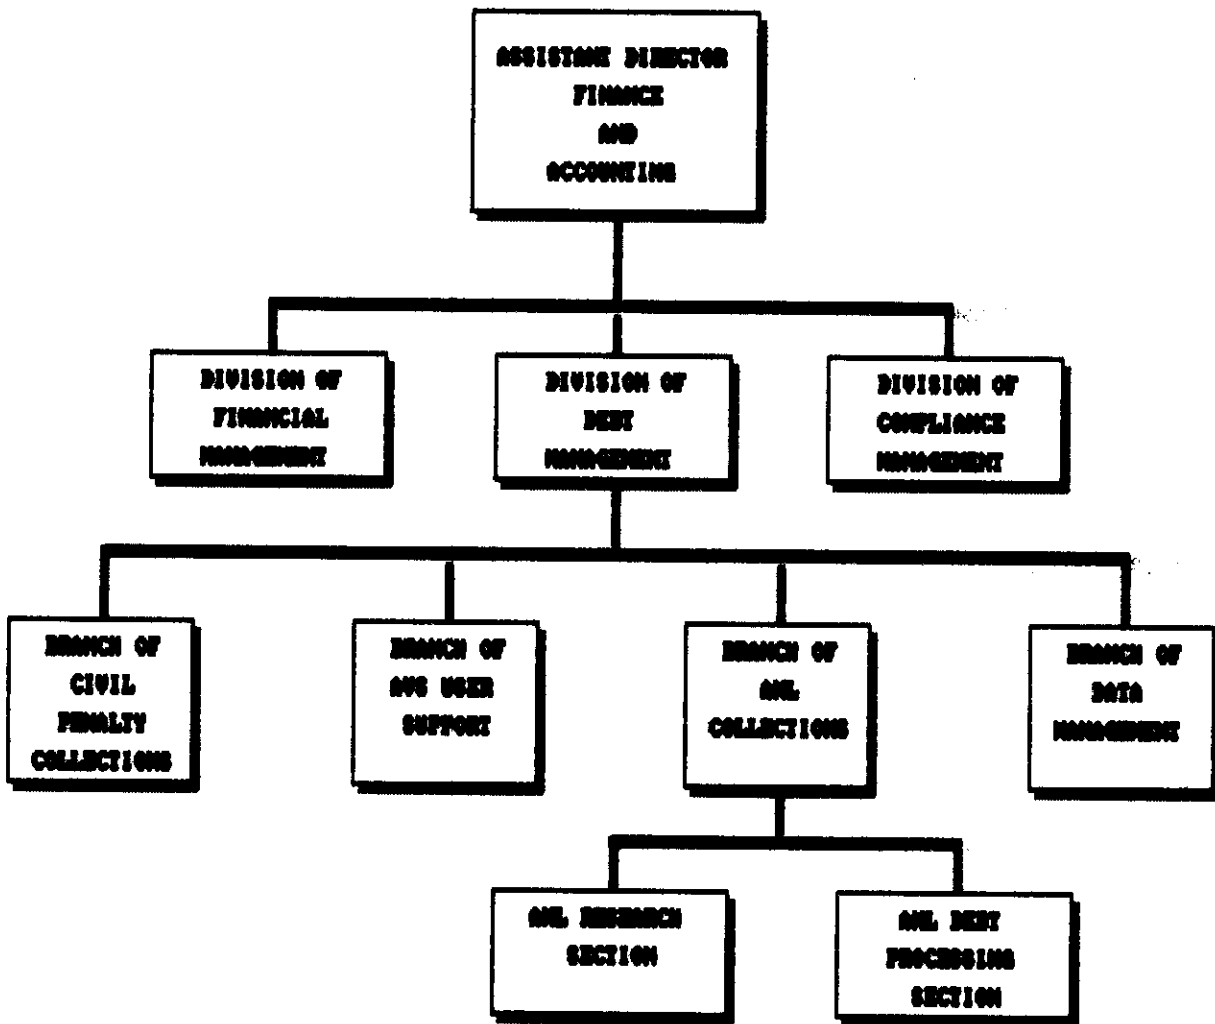 ASSISTANT DIRECTOR
FINANCE
AND
ACCOUNTING
DIVISION OF
FINANCIAL
MANAGEMENT
DIVISION OF
DEBT
MANAGEMENT
DIVISION OF
COMPLIANCE
MANAGEMENT
BRANCH OF
CIVIL
PENALTY
COLLECTIONS
BRANCH OF
AVS USER
SUPPORT
BRANCH OF
AML
COLLECTIONS
BRANCH OF
DATA
MANAGEMENT
AML RESEARCH
SECTION
AML DEBT
PROCESSING
SECTION